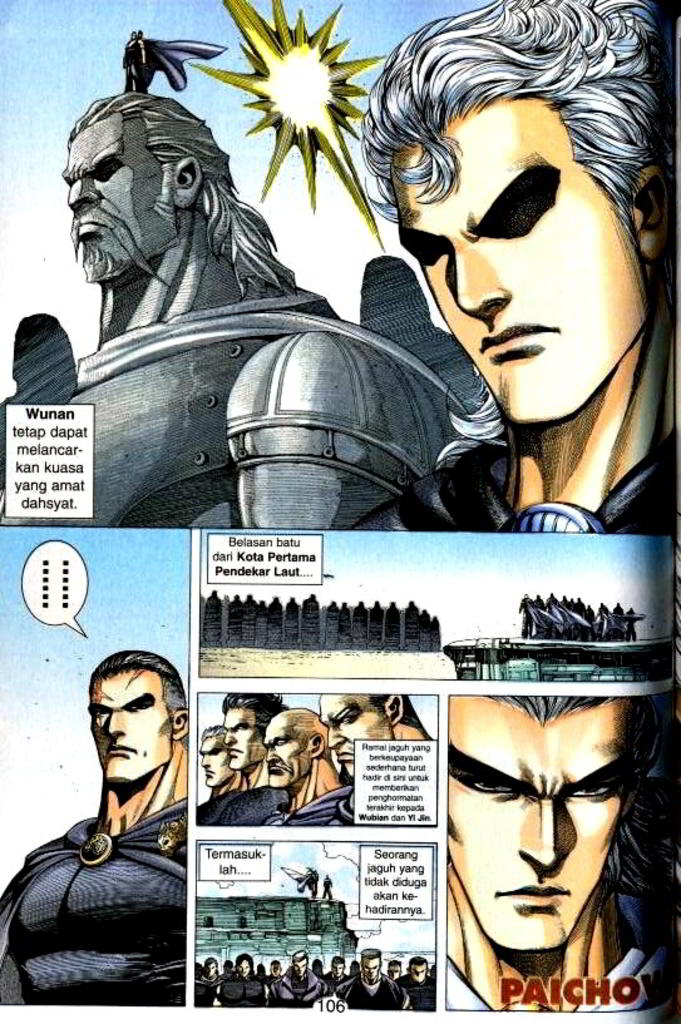 Wunan
tetap dapat
melancar-
kan kuasa
yang amat
dahsyat.
Belasan batu
dari Kota Pertama
Pendekar Laut....
Ramai jaguh yang
berkeupayaan
sederhana turut
hadir di sini untuk
memberikan
penghormatan
terakhir kepada
Wubian dan Yi Jin.
Termasuk-
lah....
Seorang
jaguh yang
tidak diduga
akan ke-
hadirannya.
PAICHOW
106